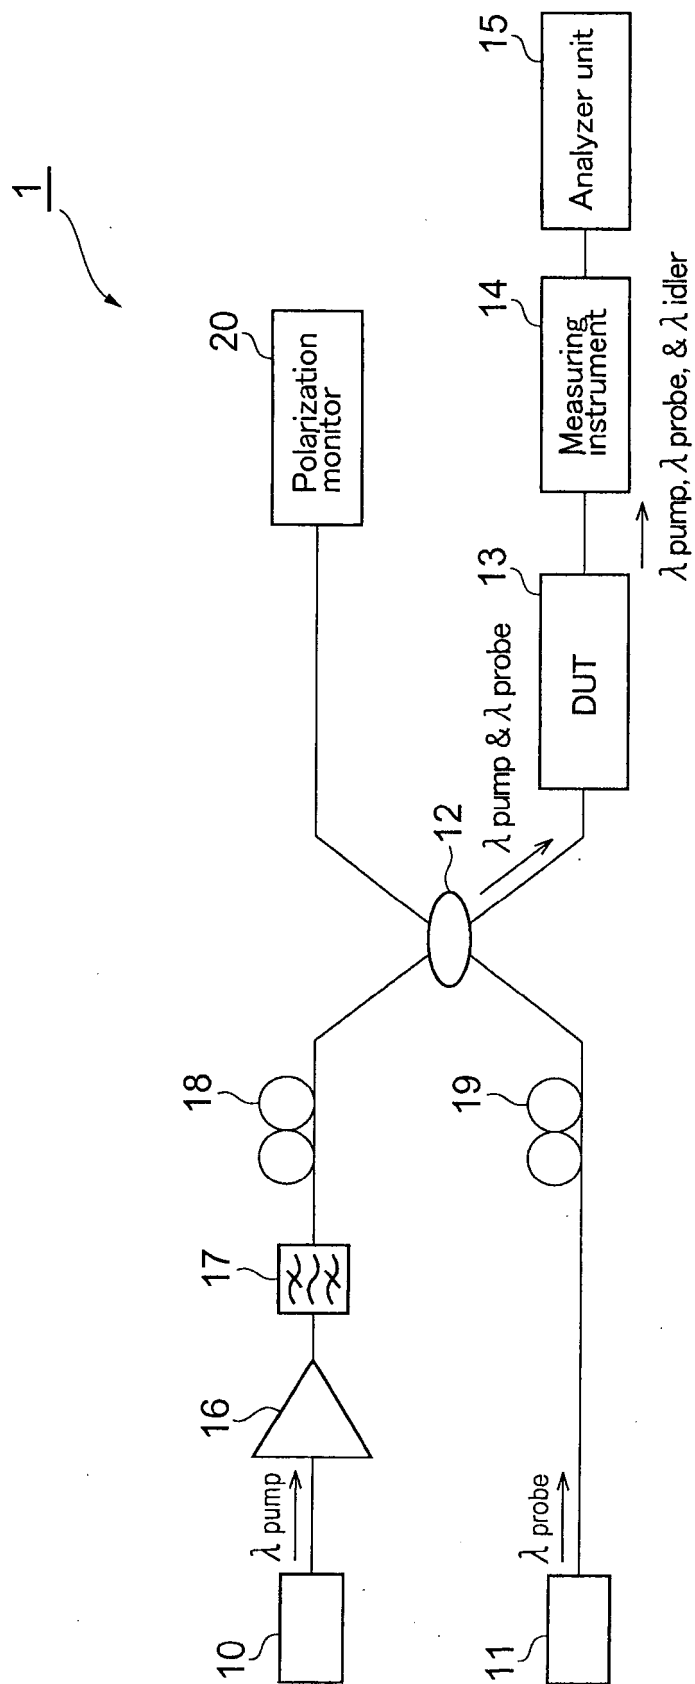 1
10
λ pump
16
17
18
20
Polarization
monitor
12
λ pump & λ probe
11
λ probe
19
13
DUT
14
Measuring
instrument
15
Analyzer unit
λ pump, λ probe, & λ idler